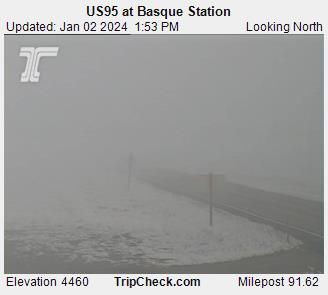 US95 at Basque Station
Updated: Jan 02 2024 1:53 PM Looking North
Elevation 4460 TripCheck.com Milepost 91.62